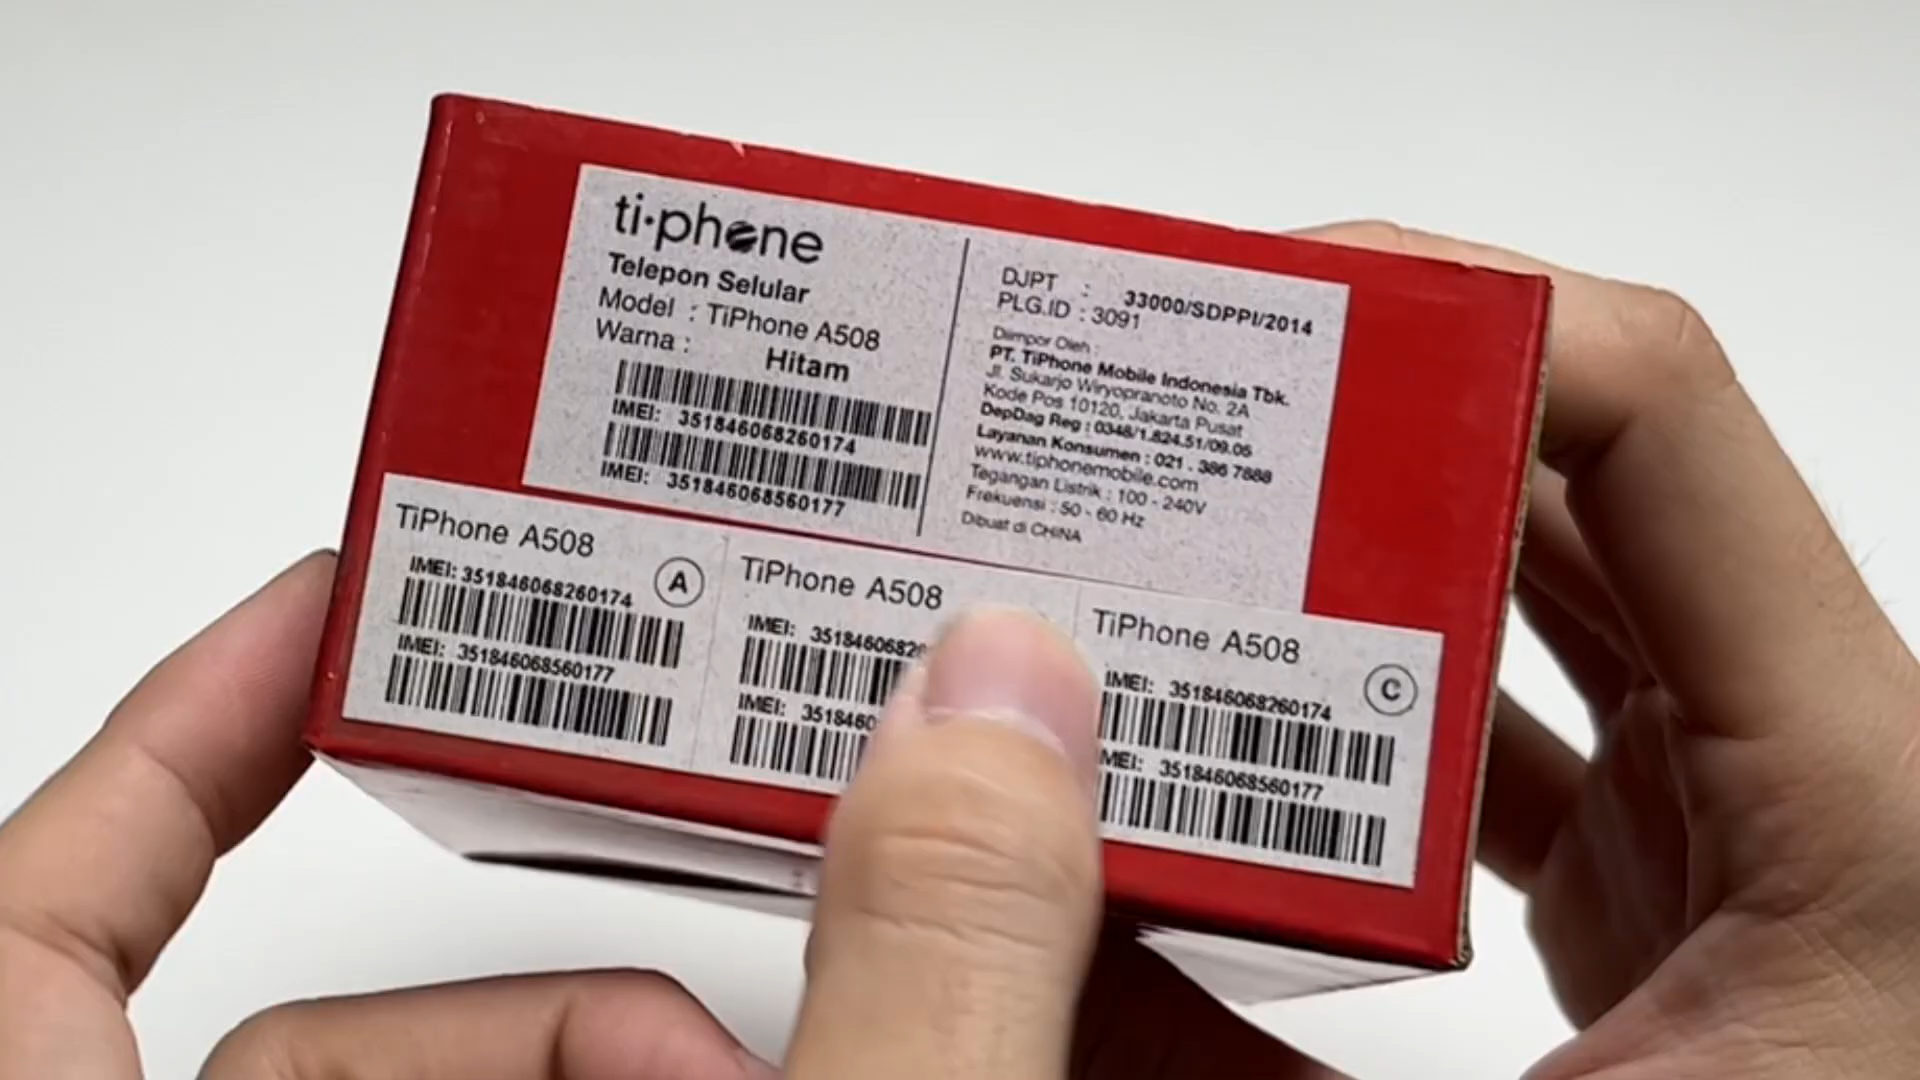 ti·phone
Telepon Selular
Model : TiPhone A508
Warna : Hitam
IMEI: 351846068260174
IMEI: 351846068560177
DJPT : 33000/SDPPI/2014
PLG.ID : 3091
Diimpor Oleh :
PT. TiPhone Mobile Indonesia Tbk.
Jl. Sukarjo Wiryopranoto No. 2A
Kode Pos 10120, Jakarta Pusat
DepDag Reg : 0348/1.824.51/09.05
Layanan Konsumen : 021 . 386 7888
www.tiphonemobile.com
Tegangan Listrik : 100 - 240V
Frekuensi : 50 - 60 Hz
Dibuat di CHINA
TiPhone A508
A
IMEI: 351846068260174
IMEI: 351846068560177
TiPhone A508
IMEI: 35184606826
IMEI: 3518460
TiPhone A508
C
IMEI: 351846068260174
IMEI: 351846068560177